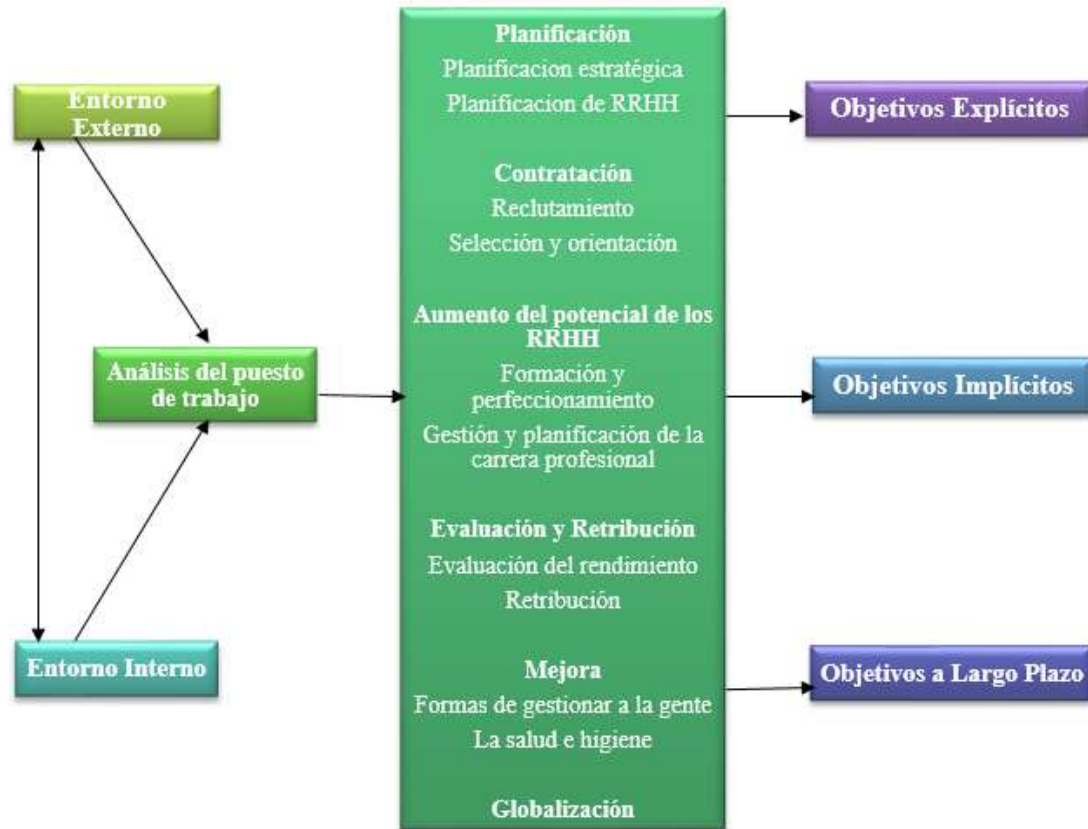 Entorno
Externo
Análisis del puesto
de trabajo
Entorno Interno
Planificación
Planificacion estratégica
Planificacion de RRHH
Contratación
Reclutamiento
Selección y orientación
Aumento del potencial de los
RRHH
Formación y
perfeccionamiento
Gestión y planificación de la
carrera profesional
Evaluación y Retribución
Evaluación del rendimiento
Retribución
Mejora
Formas de gestionar a la gente
La salud e higiene
Globalización
Objetivos Explícitos
Objetivos Implícitos
Objetivos a Largo Plazo